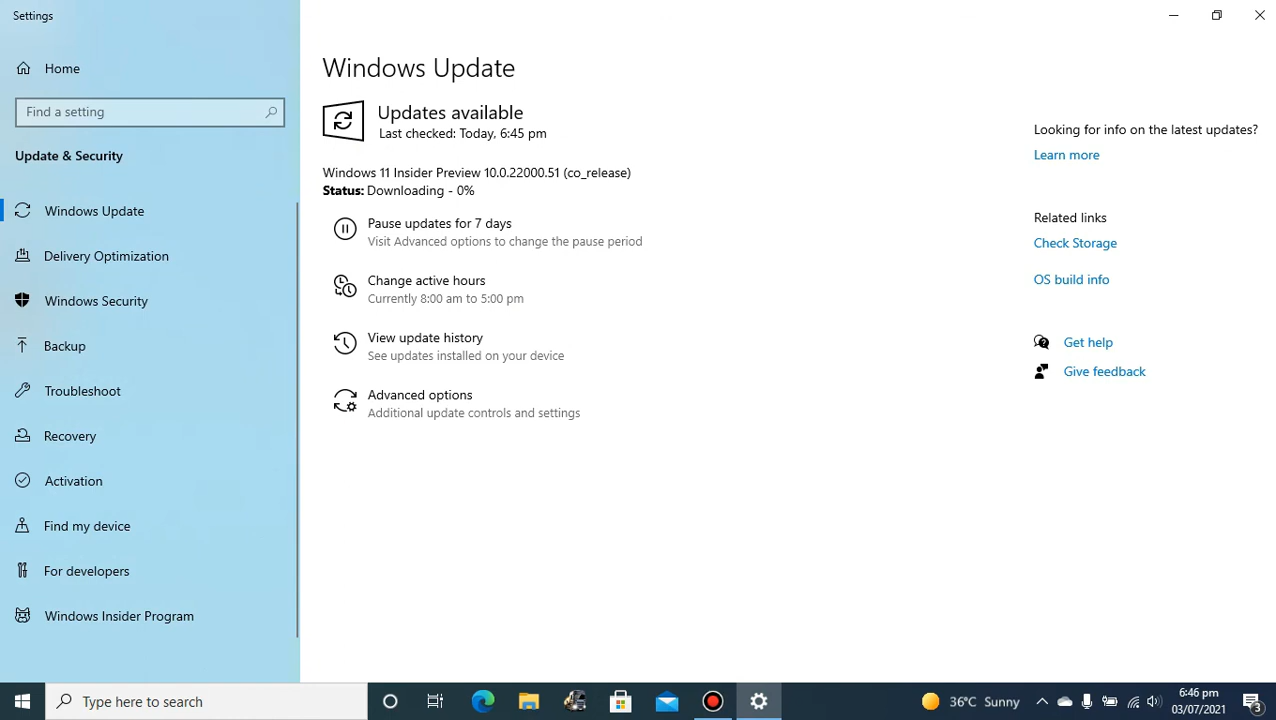 Settings
Home
Find a setting
Update & Security
Windows Update
Delivery Optimization
Windows Security
Backup
Troubleshoot
Recovery
Activation
Find my device
For developers
Windows Insider Program
Windows Update
Updates available
Last checked: Today, 6:45 pm
Windows 11 Insider Preview 10.0.22000.51 (co_release)
Status: Downloading - 0%
Pause updates for 7 days
Visit Advanced options to change the pause period
Change active hours
Currently 8:00 am to 5:00 pm
View update history
See updates installed on your device
Advanced options
Additional update controls and settings
Looking for info on the latest updates?
Learn more
Related links
Check Storage
OS build info
Get help
Give feedback
Type here to search
36°C Sunny
6:46 pm
03/07/2021
3